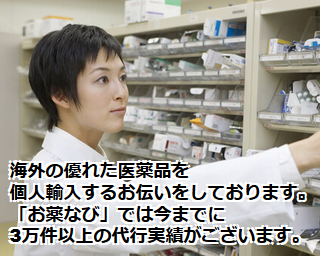 海外の優れた医薬品を
個人輸入するお伝いをしております。
「お薬なび」では今までに
3万件以上の代行実績がございます。